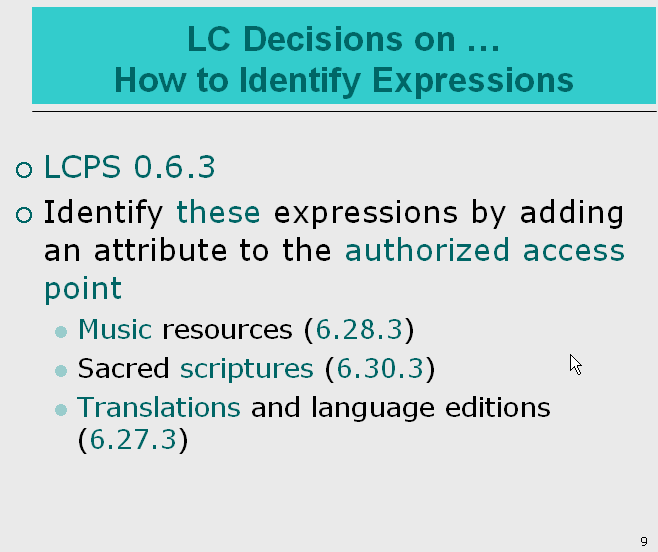 LC Decisions on …
How to Identify Expressions
LCPS 0.6.3
Identify these expressions by adding
an attribute to the authorized access
point
Music resources (6.28.3)
Sacred scriptures (6.30.3)
Translations and language editions
(6.27.3)
9